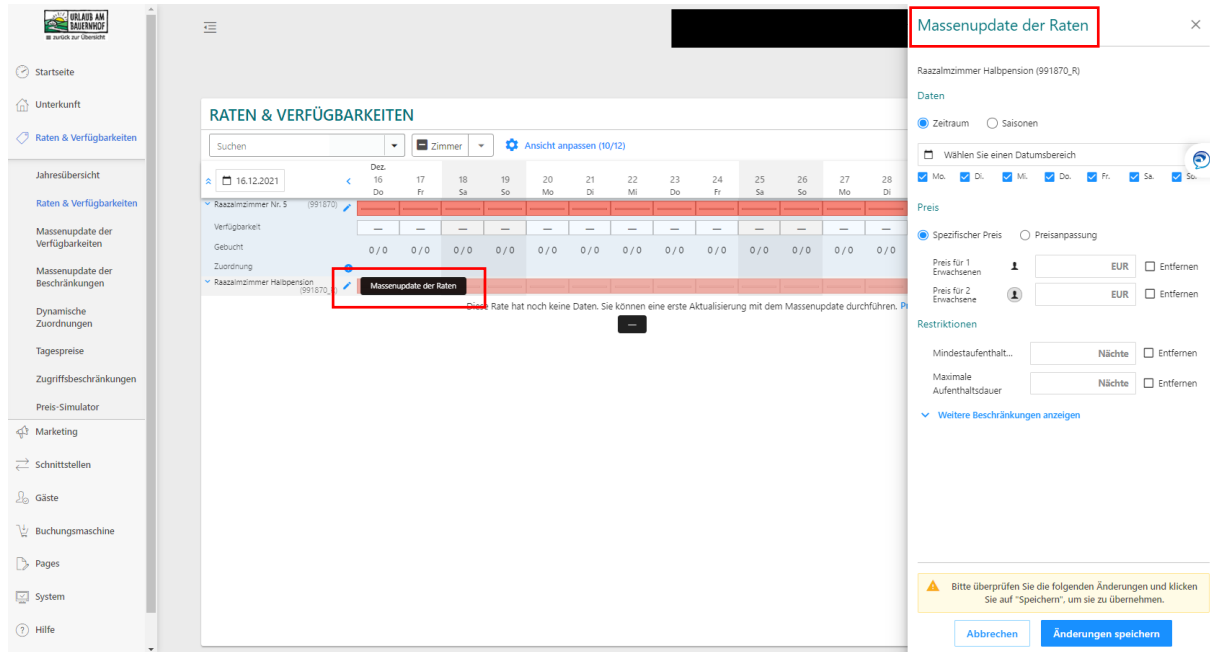 URLAUB AM
BAUERNHOF
zurück zur Übersicht
Startseite
Unterkunft
Raten & Verfügbarkeiten
Jahresübersicht
Raten & Verfügbarkeiten
Massenupdate der
Verfügbarkeiten
Massenupdate der
Beschränkungen
Dynamische
Zuordnungen
Tagespreise
Zugriffsbeschränkungen
Preis-Simulator
Marketing
Schnittstellen
Gäste
Buchungsmaschine
Pages
System
Hilfe
RATEN & VERFÜGBARKEITEN
Suchen
Zimmer
Ansicht anpassen (10/12)
Dez.
16.12.2021 16 17 18 19 20 21 22 23 24 25 26 27 28
Do Fr Sa So Mo Di Mi Do Fr Sa So Mo Di
Raazalmzimmer Nr. 5 (991870)
Verfügbarkeit — — — — — — — — — — — — —
Gebucht 0 / 0 0 / 0 0 / 0 0 / 0 0 / 0 0 / 0 0 / 0 0 / 0 0 / 0 0 / 0 0 / 0 0 / 0 0 / 0
Zuordnung
Raazalmzimmer Halbpension
(991870_R)
Massenupdate der Raten
Diese Rate hat noch keine Daten. Sie können eine erste Aktualisierung mit dem Massenupdate durchführen.
—
Massenupdate der Raten
Raazalmzimmer Halbpension (991870_R)
Daten
Zeitraum Saisonen
Wählen Sie einen Datumsbereich
Mo. Di. Mi. Do. Fr. Sa. So.
Preis
Spezifischer Preis Preisanpassung
Preis für 1
Erwachsenen EUR Entfernen
Preis für 2
Erwachsene EUR Entfernen
Restriktionen
Mindestaufenthalt... Nächte Entfernen
Maximale
Aufenthaltsdauer Nächte Entfernen
Weitere Beschränkungen anzeigen
Bitte überprüfen Sie die folgenden Änderungen und klicken
Sie auf "Speichern", um sie zu übernehmen.
Abbrechen
Änderungen speichern